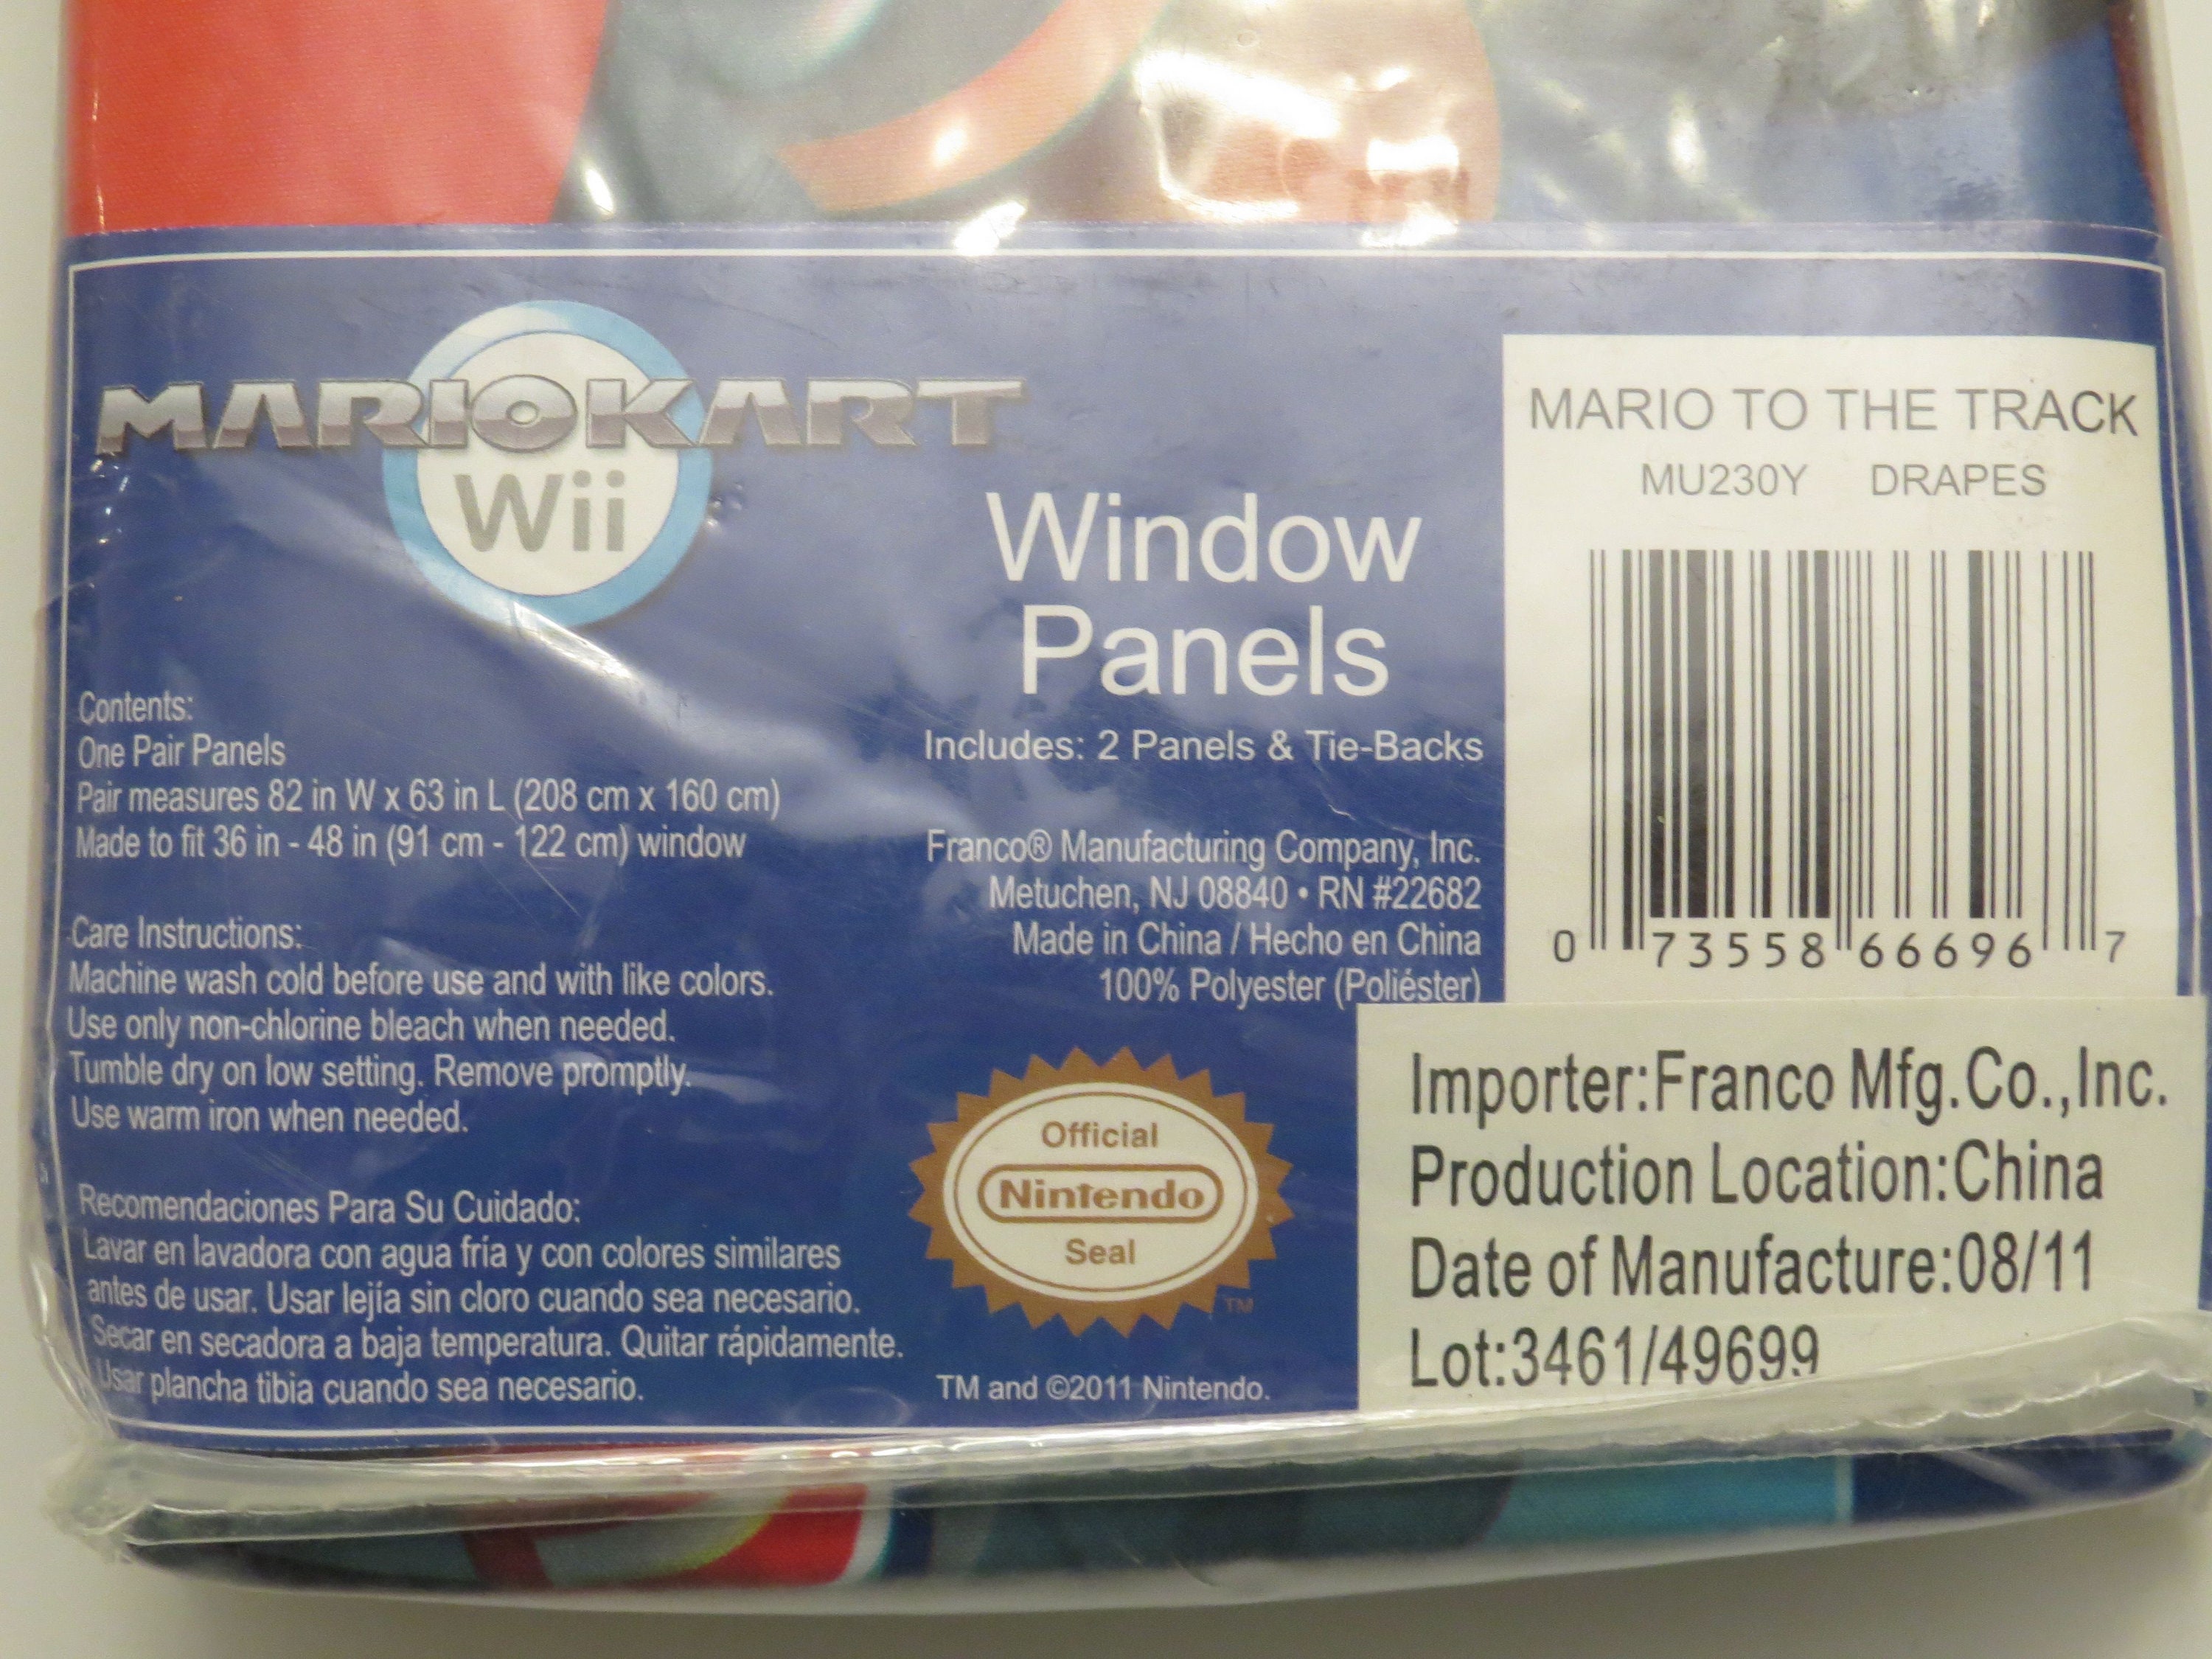 MARIOKART
Wii
Window
Panels
Includes: 2 Panels & Tie-Backs
Contents:
One Pair Panels
Pair measures 82 in W x 63 in L (208 cm x 160 cm)
Made to fit 36 in - 48 in (91 cm - 122 cm) window
Care Instructions:
Machine wash cold before use and with like colors.
Use only non-chlorine bleach when needed.
Tumble dry on low setting. Remove promptly.
Use warm iron when needed.
Recomendaciones Para Su Cuidado:
Lavar en lavadora con agua fría y con colores similares
antes de usar. Usar lejía sin cloro cuando sea necesario.
Secar en secadora a baja temperatura. Quitar rápidamente.
Usar plancha tibia cuando sea necesario.
Franco® Manufacturing Company, Inc.
Metuchen, NJ 08840 • RN #22682
Made in China / Hecho en China
100% Polyester (Poliéster)
Official
Nintendo
Seal
TM
TM and ©2011 Nintendo.
MARIO TO THE TRACK
MU230Y DRAPES
0 73558 66696 7
Importer:Franco Mfg.Co.,Inc.
Production Location:China
Date of Manufacture:08/11
Lot:3461/49699